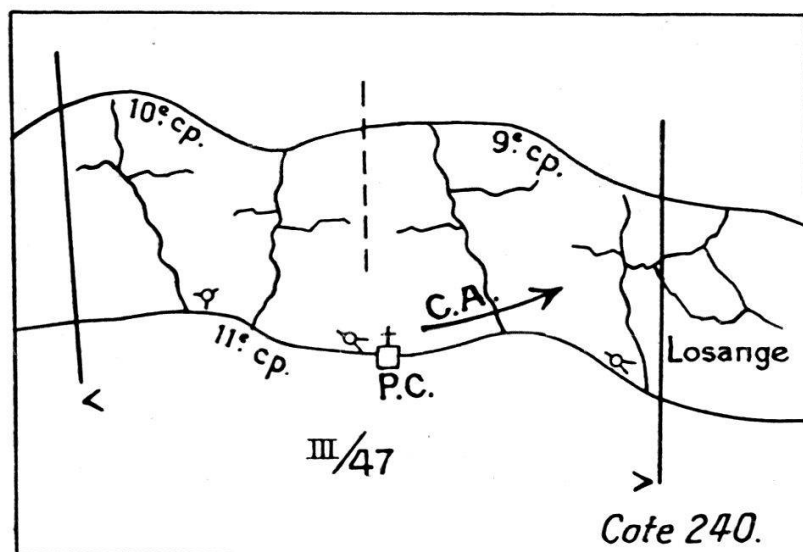 10e. cp.
9e. cp.
C.A.
11e cp.
P.C.
Losange
III/47
Cote 240.